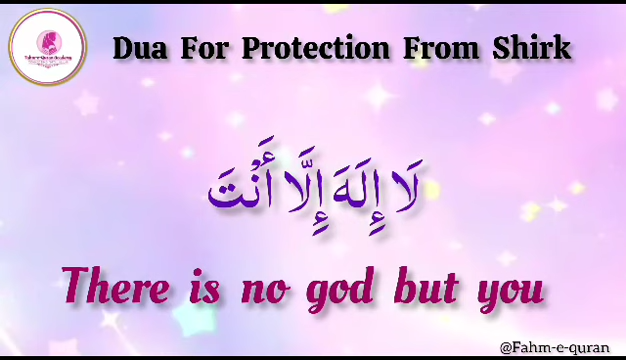 Dua For Protection From Shirk
لَا إِلَهَ إِلَّا أَنْتَ
There is no god but you
@Fahm-e-quran